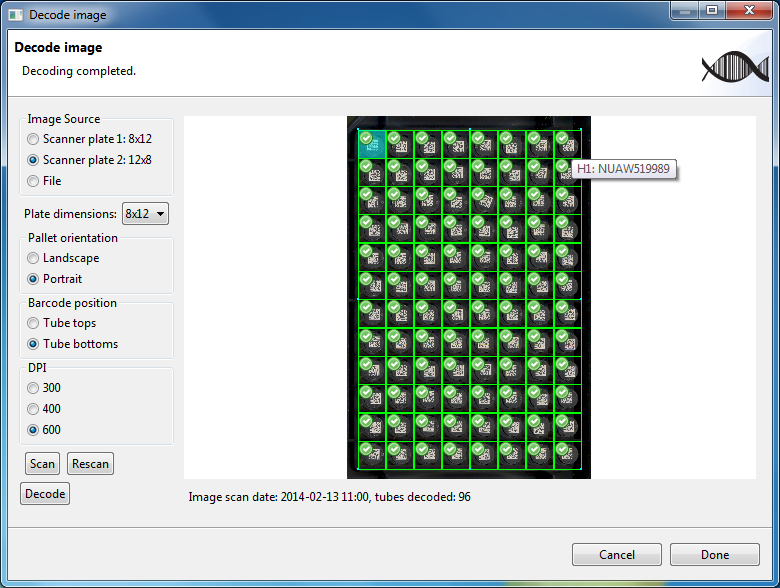 Decode image
Decode image
Decoding completed.
Image Source
Scanner plate 1: 8x12
Scanner plate 2: 12x8
File
Plate dimensions: 8x12
Pallet orientation
Landscape
Portrait
Barcode position
Tube tops
Tube bottoms
DPI
300
400
600
Scan Rescan
Decode
H1: NUAW519989
Image scan date: 2014-02-13 11:00, tubes decoded: 96
Cancel Done